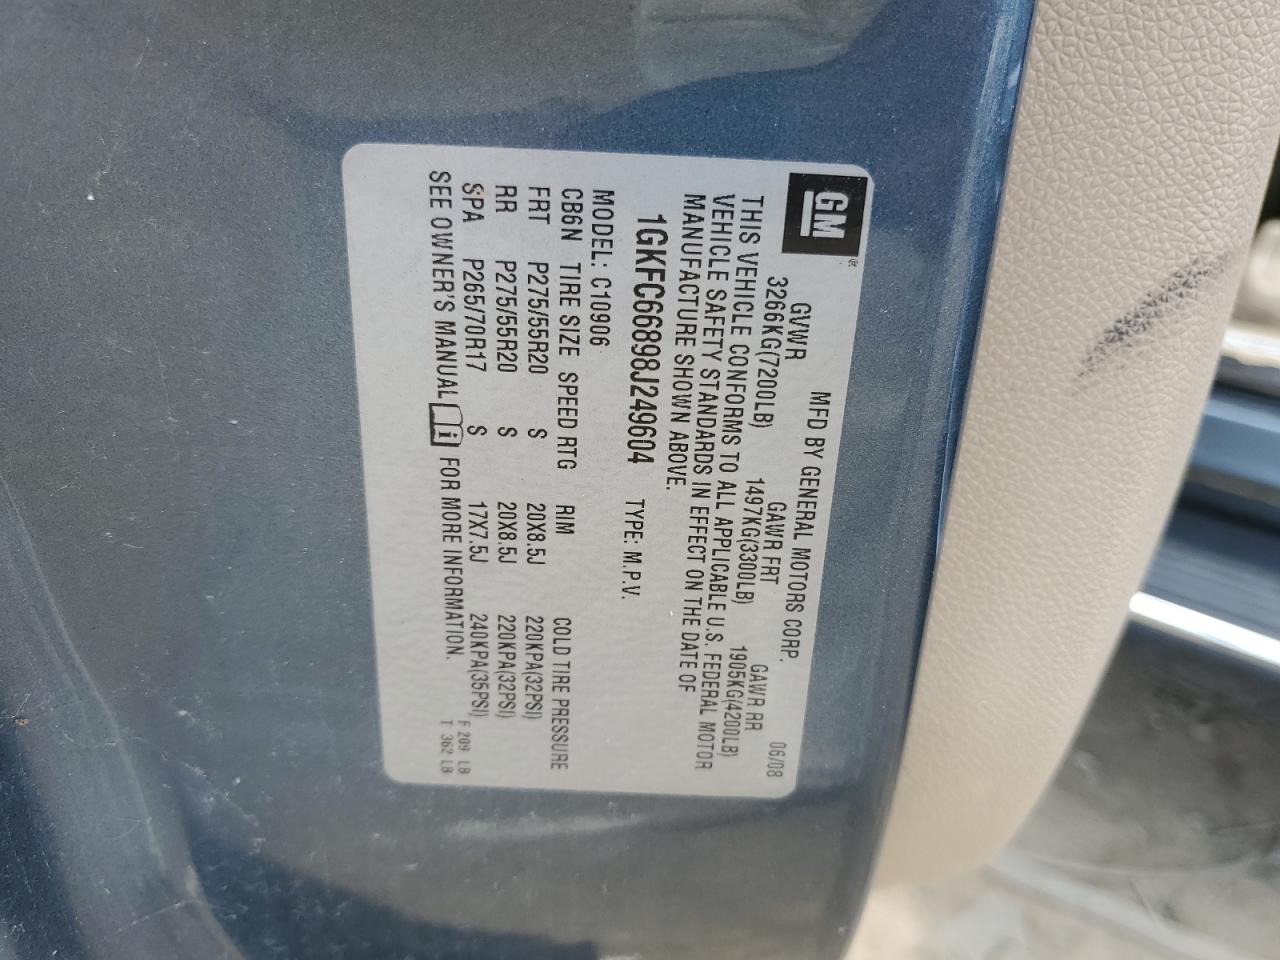 GM®
MFD BY GENERAL MOTORS CORP. 06/08
GVWR GAWR FRT GAWR RR
3266KG(7200LB) 1497KG(3300LB) 1905KG(4200LB)
THIS VEHICLE CONFORMS TO ALL APPLICABLE U.S. FEDERAL MOTOR
VEHICLE SAFETY STANDARDS IN EFFECT ON THE DATE OF
MANUFACTURE SHOWN ABOVE.
1GKFC66898J249604 TYPE: M.P.V.
MODEL: C10906
CB6N TIRE SIZE SPEED RTG RIM COLD TIRE PRESSURE
FRT P275/55R20 S 20X8.5J 220KPA(32PSI)
RR P275/55R20 S 20X8.5J 220KPA(32PSI)
SPA P265/70R17 S 17X7.5J 240KPA(35PSI) F 209 LB
SEE OWNER'S MANUAL i FOR MORE INFORMATION. T 362 LB